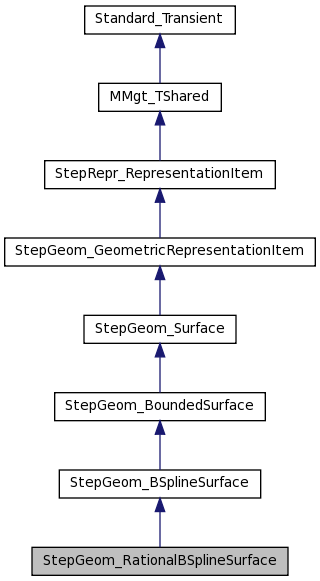 Standard_Transient
MMgt_TShared
StepRepr_RepresentationItem
StepGeom_GeometricRepresentationItem
StepGeom_Surface
StepGeom_BoundedSurface
StepGeom_BSplineSurface
StepGeom_RationalBSplineSurface